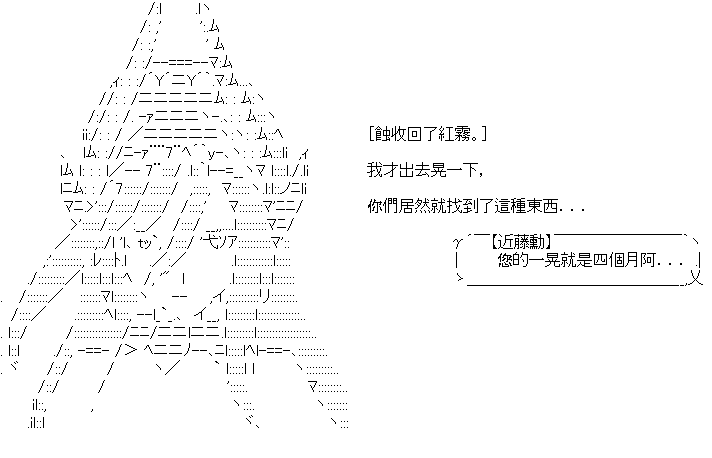 [蝕收回了紅霧。]
我才出去晃一下，
你們居然就找到了這種東西...
【近藤勳】
您的一晃就是四個月阿...